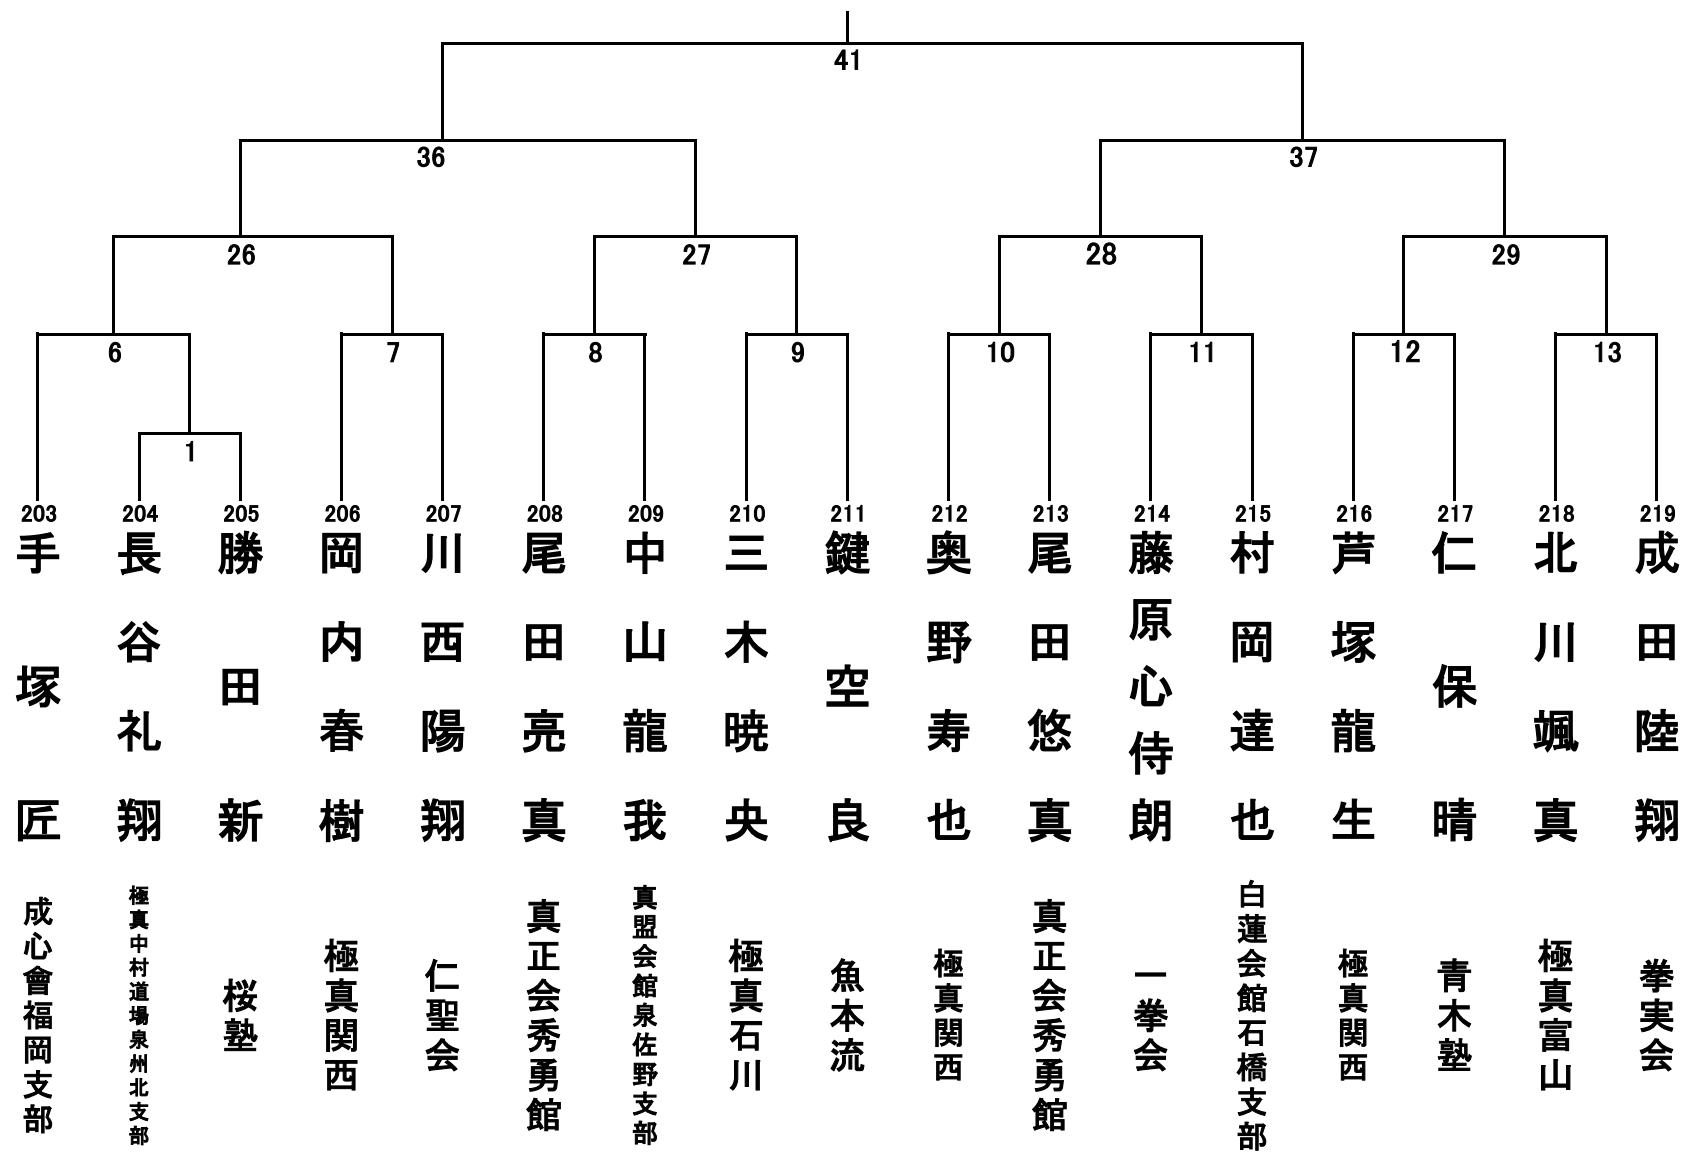 41
36
37
26
27
28
29
6
7
8
9
10
11
12
13
1
203
手塚匠
成心會福岡支部
204
長谷礼翔
極真中村道場泉州北支部
205
勝田新
桜塾
206
岡内春樹
極真関西
207
川西陽翔
仁聖会
208
尾田亮真
真正会秀勇館
209
中山龍我
真盟会館泉佐野支部
210
三木暁央
極真石川
211
鍵空良
魚本流
212
奥野寿也
極真関西
213
尾田悠真
真正会秀勇館
214
藤原心侍朗
一拳会
215
村岡達也
白蓮会館石橋支部
216
芦塚龍生
極真関西
217
仁保晴
青木塾
218
北川颯真
極真富山
219
成田陸翔
拳実会